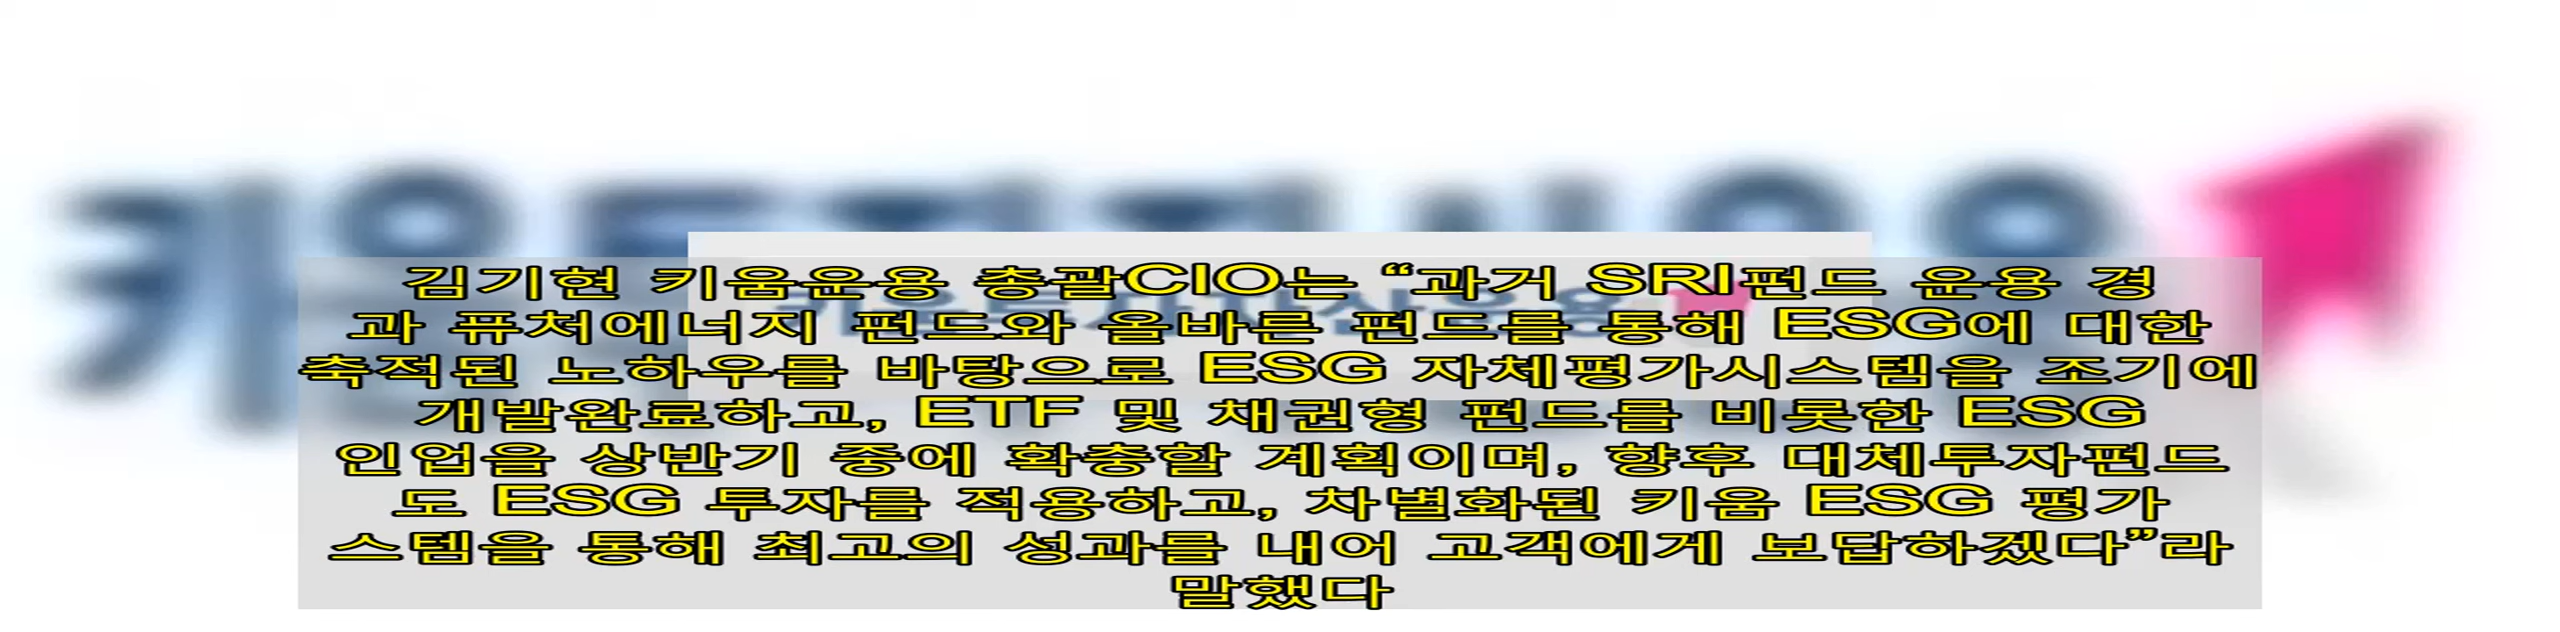 키움투자자산운용
김기현 키움운용 총괄CIO는 “과거 SRI펀드 운용 경
과 퓨처에너지 펀드와 올바른 펀드를 통해 ESG에 대한
축적된 노하우를 바탕으로 ESG 자체평가시스템을 조기에
개발완료하고, ETF 및 채권형 펀드를 비롯한 ESG
인업을 상반기 중에 확충할 계획이며, 향후 대체투자펀드
도 ESG 투자를 적용하고, 차별화된 키움 ESG 평가
스템을 통해 최고의 성과를 내어 고객에게 보답하겠다”라
말했다